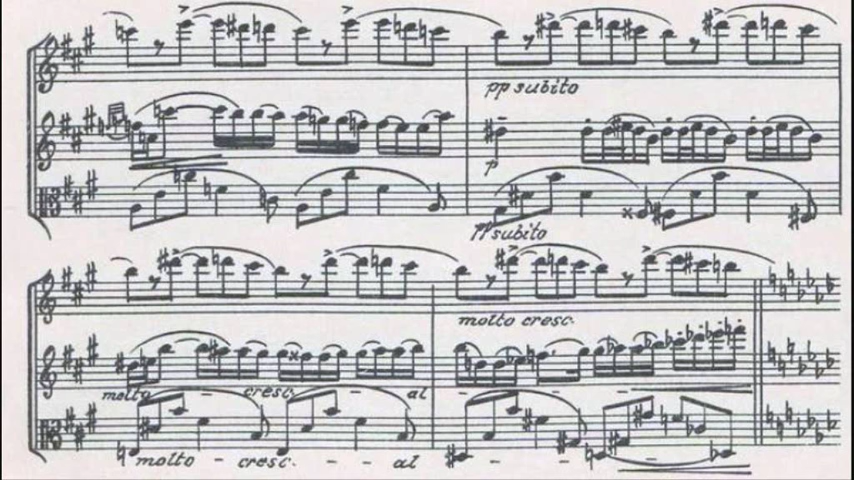 pp subito
p
pp subito
molto cresc.
molto - cresc. - - al - - -
molto - cresc. - - al - - -